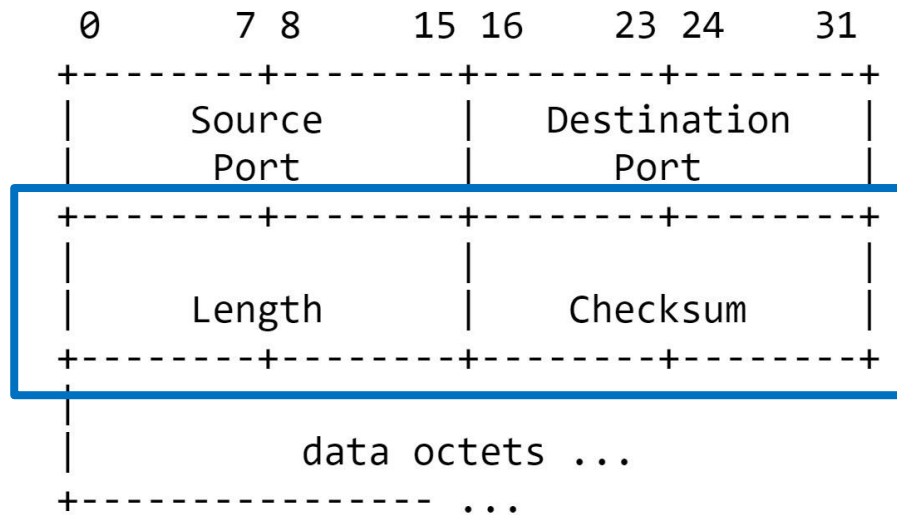 0 7 8 15 16 23 24 31
+--------+--------+--------+--------+
| Source | Destination |
| Port | Port |
+--------+--------+--------+--------+
| | |
| Length | Checksum |
+--------+--------+--------+--------+
|
| data octets ...
+---------------- ...